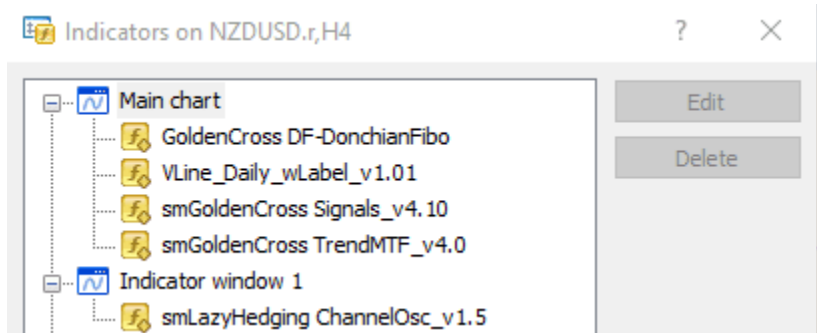 Indicators on NZDUSD.r,H4
?
Main chart
Edit
GoldenCross DF-DonchianFibo
Delete
VLine_Daily_wLabel_v1.01
smGoldenCross Signals_v4.10
smGoldenCross TrendMTF_v4.0
Indicator window 1
smLazyHedging ChannelOsc_v1.5